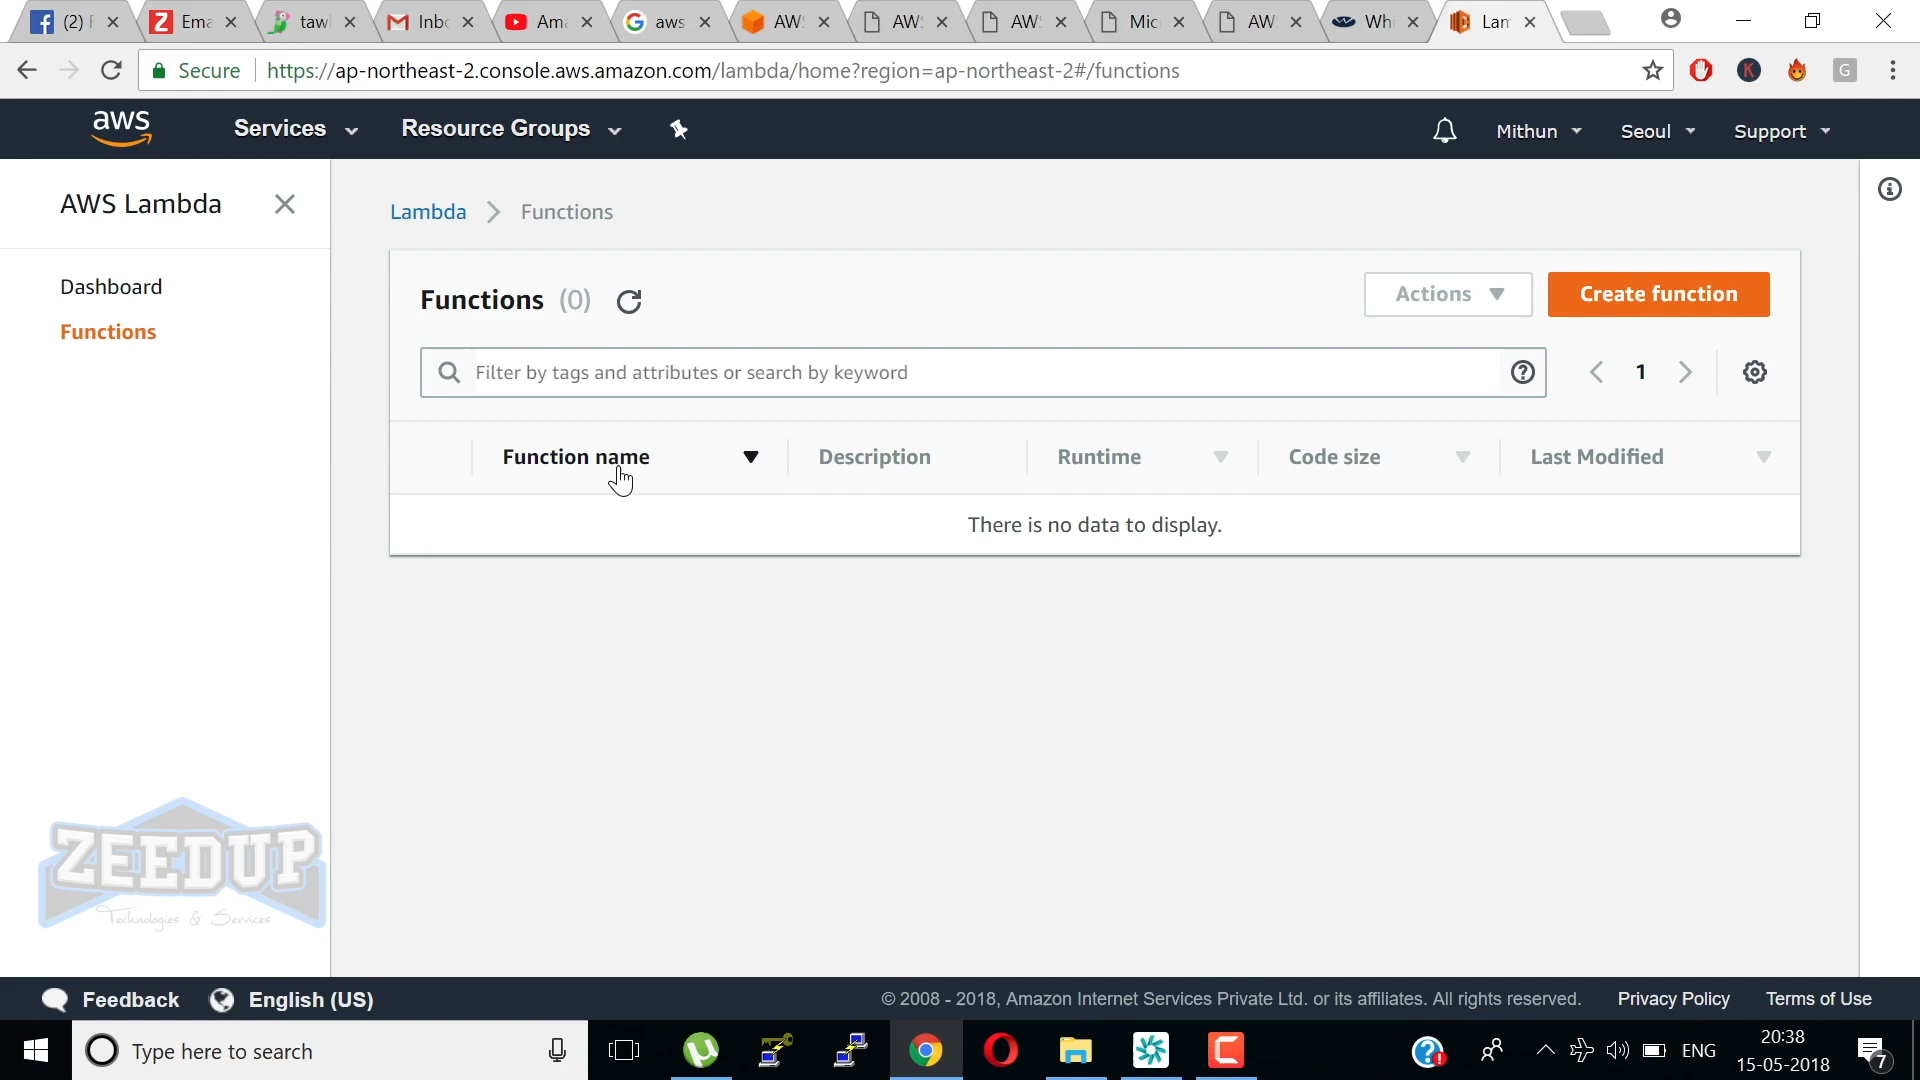 (2) F
Ema
taw
Inbo
Am
aws
AWS
AW
AW
Mic
AW
Whi
Lam
Secure
https://ap-northeast-2.console.aws.amazon.com/lambda/home?region=ap-northeast-2#/functions
K
G
aws
Services
Resource Groups
Mithun
Seoul
Support
AWS Lambda
Lambda
Functions
Dashboard
Functions
Functions (0)
Actions
Create function
Filter by tags and attributes or search by keyword
1
Function name
Description
Runtime
Code size
Last Modified
There is no data to display.
ZEEDUP
Technologies & Services
Feedback
English (US)
© 2008 - 2018, Amazon Internet Services Private Ltd. or its affiliates. All rights reserved.
Privacy Policy
Terms of Use
Type here to search
ENG
20:38
15-05-2018
7